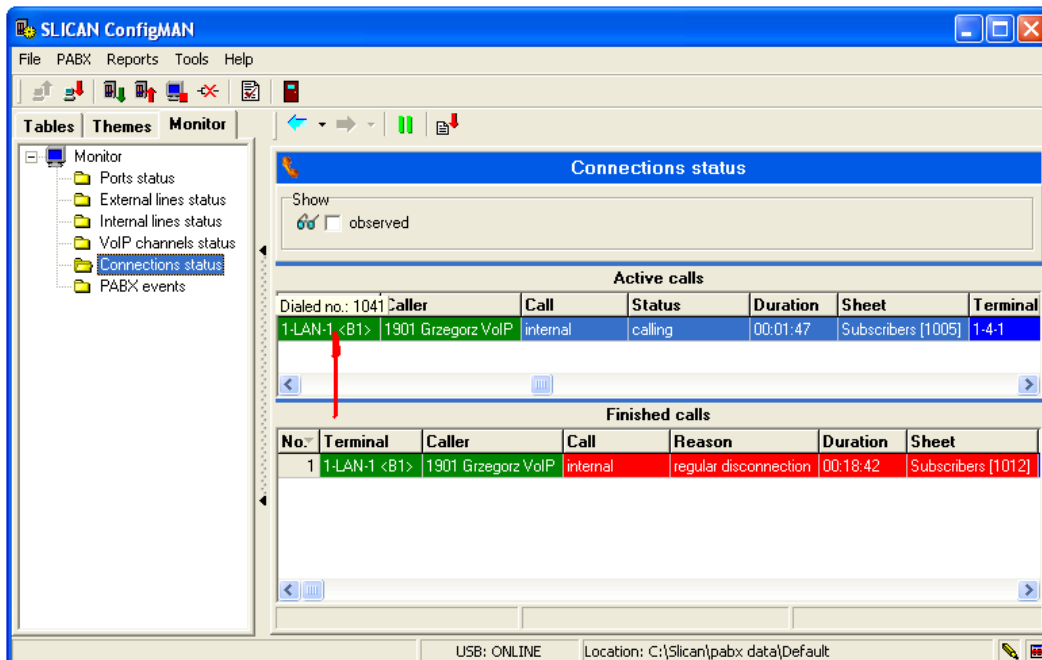 SLICAN ConfigMAN
File PABX Reports Tools Help
Tables Themes Monitor
Monitor
Ports status
External lines status
Internal lines status
VoIP channels status
Connections status
PABX events
Connections status
Show
observed
Active calls
Dialed no.: 1041 Caller Call Status Duration Sheet Terminal
1-LAN-1 <B1> 1901 Grzegorz VoIP internal calling 00:01:47 Subscribers [1005] 1-4-1
Finished calls
No. Terminal Caller Call Reason Duration Sheet
1 1-LAN-1 <B1> 1901 Grzegorz VoIP internal regular disconnection 00:18:42 Subscribers [1012]
USB: ONLINE Location: C:\Slican\pabx data\Default